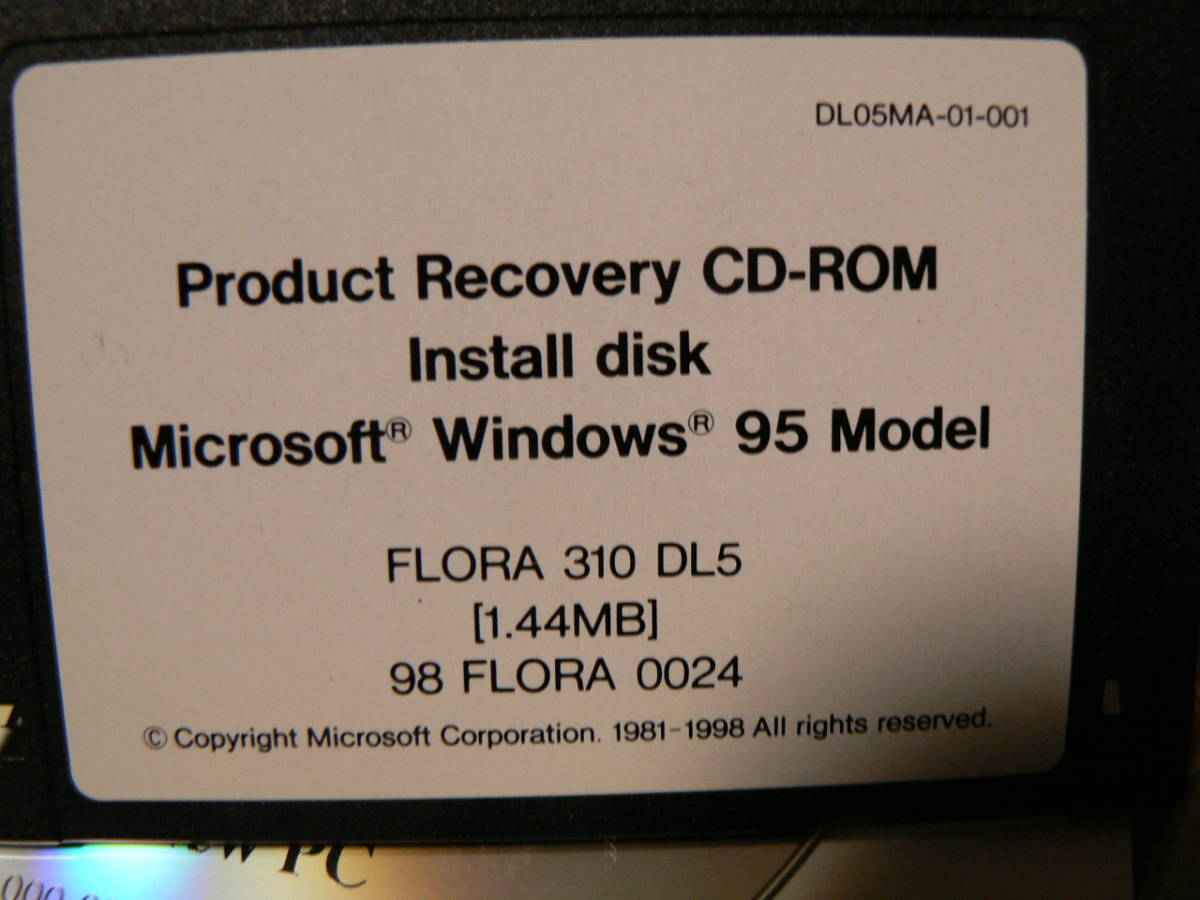 DL05MA-01-001
Product Recovery CD-ROM
Install disk
Microsoft® Windows® 95 Model
FLORA 310 DL5
[1.44MB]
98 FLORA 0024
© Copyright Microsoft Corporation. 1981-1998 All rights reserved.
PC